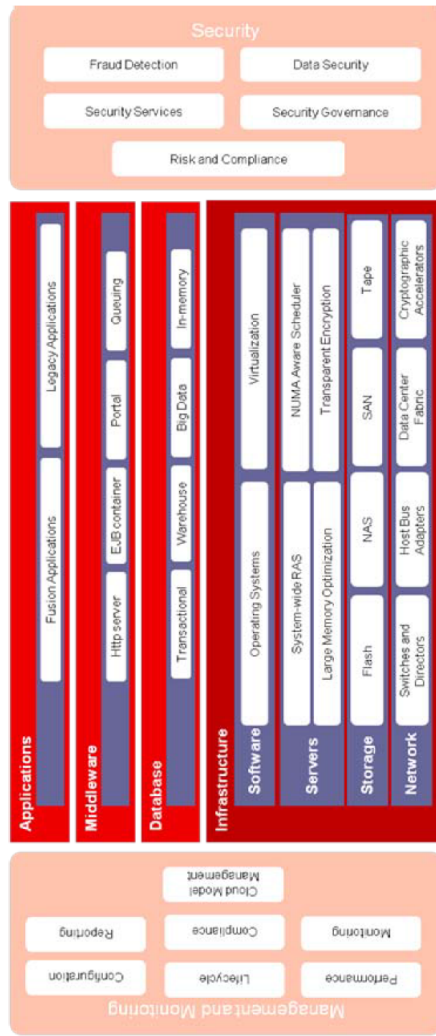 Security
Fraud Detection
Data Security
Security Services
Security Governance
Risk and Compliance
Applications
Fusion Applications
Legacy Applications
Middleware
Http server
EJB container
Portal
Queuing
Database
Transactional
Warehouse
Big Data
In-memory
Infrastructure
Software
Operating Systems
Virtualization
Servers
System-wide RAS
NUMA Aware Scheduler
Large Memory Optimization
Transparent Encryption
Storage
Flash
NAS
SAN
Tape
Network
Switches and
Directors
Host Bus
Adapters
Data Center
Fabric
Cryptographic
Accelerators
Management and Monitoring
Performance
Lifecycle
Configuration
Monitoring
Compliance
Reporting
Cloud Model
Management